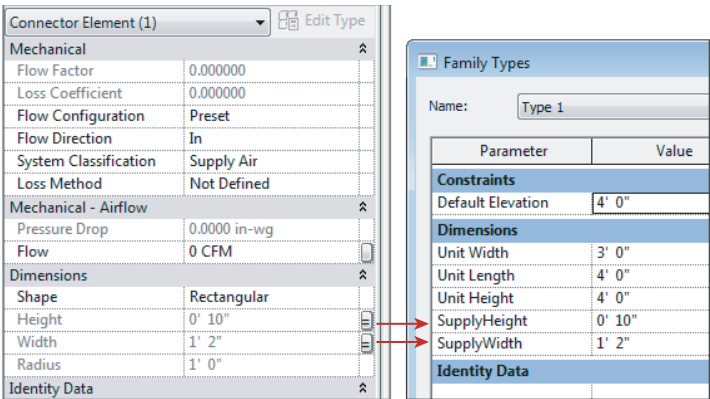 Connector Element (1) Edit Type
Mechanical
Flow Factor 0.000000
Loss Coefficient 0.000000
Flow Configuration Preset
Flow Direction In
System Classification Supply Air
Loss Method Not Defined
Mechanical - Airflow
Pressure Drop 0.0000 in-wg
Flow 0 CFM
Dimensions
Shape Rectangular
Height 0' 10"
Width 1' 2"
Radius 1' 0"
Identity Data
Family Types
Name: Type 1
Parameter Value
Constraints
Default Elevation 4' 0"
Dimensions
Unit Width 3' 0"
Unit Length 4' 0"
Unit Height 4' 0"
SupplyHeight 0' 10"
SupplyWidth 1' 2"
Identity Data